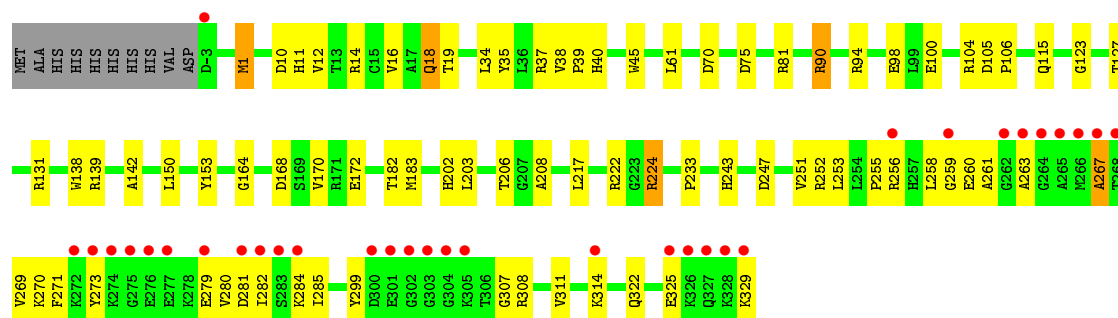 MET ALA HIS HIS HIS HIS HIS HIS VAL ASP D-3 M1 D10 H11 V12 T13 R14 C15 V16 A17 Q18 T19 L34 Y35 L36 R37 V38 P39 H40 W45 L61 D70 D75 R81 R90 R94 E98 L99 E100 R104 D105 P106 Q115 G123 T127
R131 W138 R139 A142 L150 Y153 G164 D168 S169 V170 R171 E172 T182 M183 H202 L203 T206 G207 A208 L217 R222 G223 R224 P233 H243 D247 V251 R252 L253 L254 P255 R256 H257 L258 G259 E260 A261 G262 A263 G264 A265 M266 A267 T268
V269 K270 F271 K272 Y273 K274 G275 E276 E277 K278 E279 V280 D281 I282 S283 K284 I285 Y299 D300 E301 G302 G303 G304 K305 T306 G307 R308 V311 K314 Q322 E325 K326 Q327 K328 K329